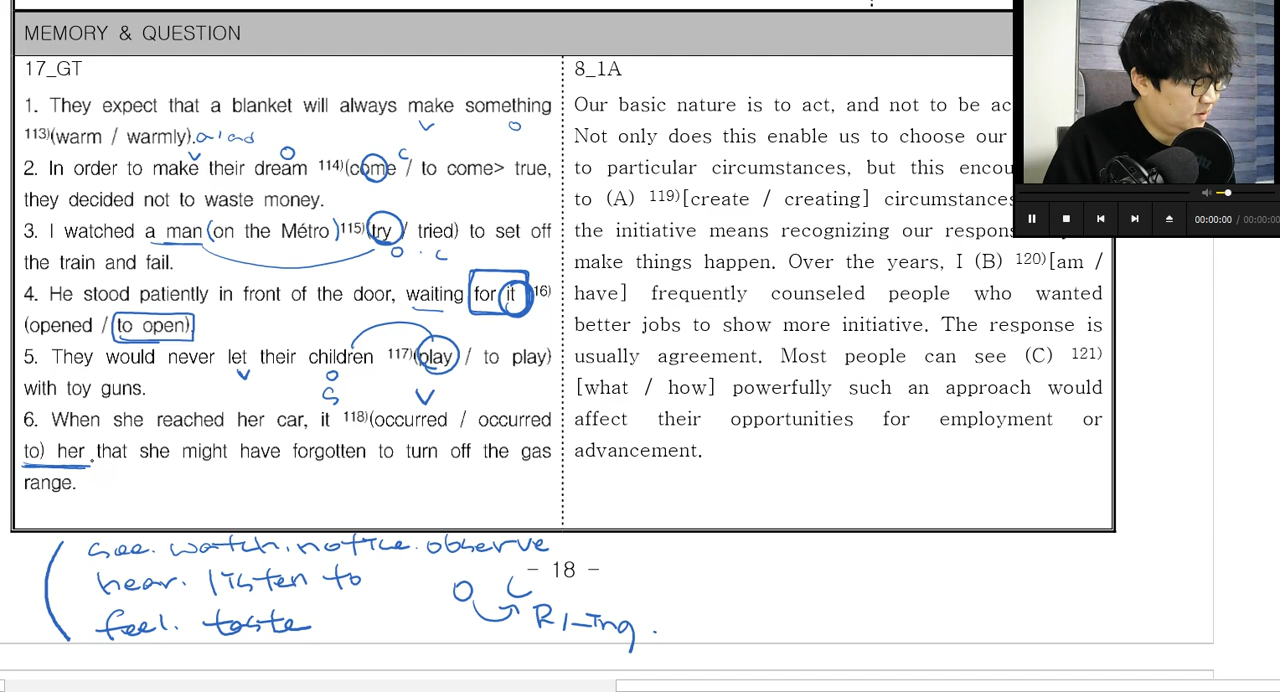 MEMORY & QUESTION
17_GT
1. They expect that a blanket will always make something
113)(warm / warmly).
2. In order to make their dream 114)(come / to come> true,
they decided not to waste money.
3. I watched a man (on the Métro) 115)(try / tried) to set off
the train and fail.
4. He stood patiently in front of the door, waiting for it 16)
(opened / to open).
5. They would never let their children 117)(play / to play)
with toy guns.
6. When she reached her car, it 118)(occurred / occurred
to) her that she might have forgotten to turn off the gas
range.
8_1A
Our basic nature is to act, and not to be ac
Not only does this enable us to choose our
to particular circumstances, but this encou
to (A) 119)[create / creating] circumstances
the initiative means recognizing our respons
make things happen. Over the years, I (B) 120)[am /
have] frequently counseled people who wanted
better jobs to show more initiative. The response is
usually agreement. Most people can see (C) 121)
[what / how] powerfully such an approach would
affect their opportunities for employment or
advancement.
see. watch. notice. observe
hear. listen to
feel. taste
O C
R/-ing.
- 18 -
00:00:00 / 00:00:00